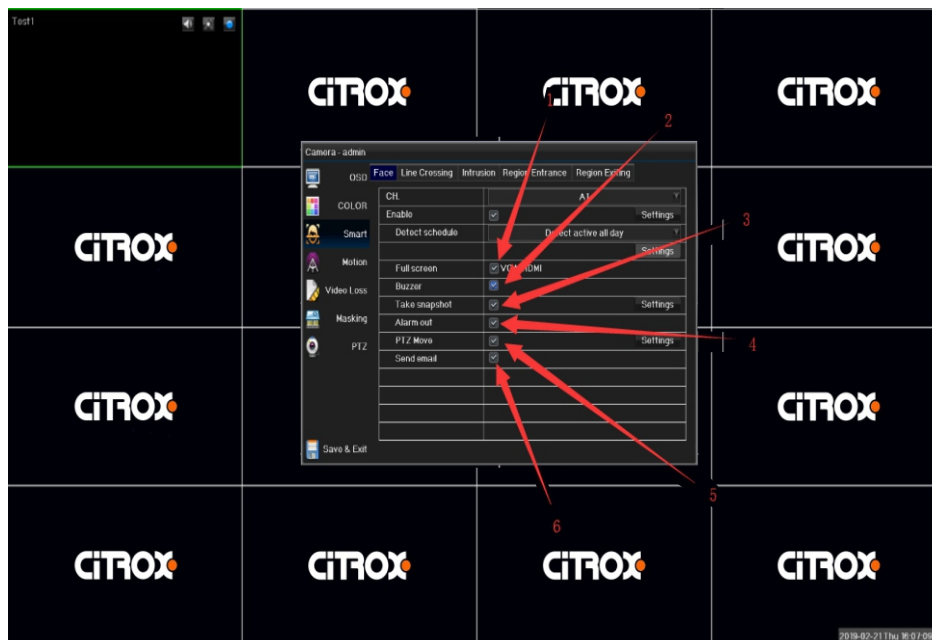 Test1
CiTROX CiTROX CiTROX
1
2
Camera - admin
Face Line Crossing Intrusion Region Entrance Region Exiting
OSD
COLOR
Smart
Motion
Video Loss
Masking
PTZ
Save & Exit
CH. A1
Enable Settings
Detect schedule Detect active all day
Settings
Full screen VGA/HDMI
Buzzer
Take snapshot Settings
Alarm out
PTZ Move Settings
Send email
3
4
5
6
CiTROX CiTROX
CiTROX CiTROX
CiTROX CiTROX CiTROX CiTROX
2019-02-21 Thu 16:07:09